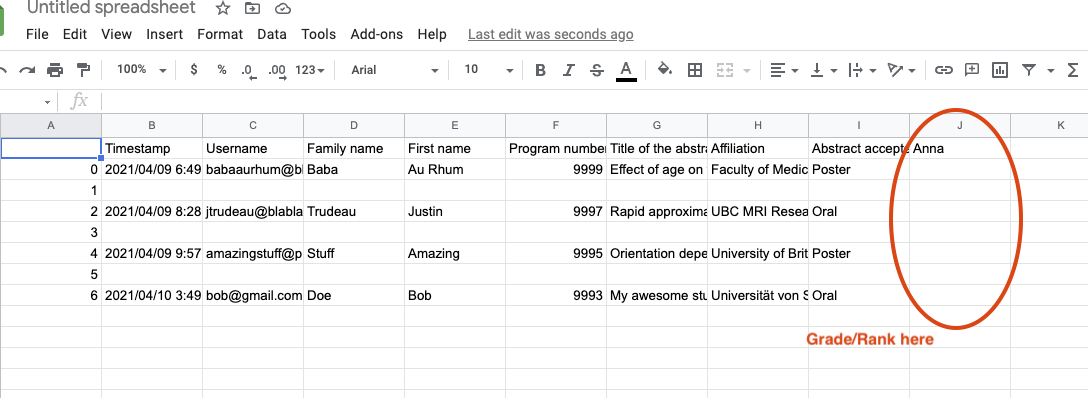 Untitled spreadsheet
File Edit View Insert Format Data Tools Add-ons Help Last edit was seconds ago
100% $ % .0 .00 123 Arial 10 B I S A Σ
fx
A B C D E F G H I J K
Timestamp Username Family name First name Program number Title of the abstra Affiliation Abstract accepte Anna
0 2021/04/09 6:49 babaaurhum@bl Baba Au Rhum 9999 Effect of age on Faculty of Medic Poster
1
2 2021/04/09 8:28 jtrudeau@blabla Trudeau Justin 9997 Rapid approxima UBC MRI Resea Oral
3
4 2021/04/09 9:57 amazingstuff@p Stuff Amazing 9995 Orientation depe University of Brit Poster
5
6 2021/04/10 3:49 bob@gmail.com Doe Bob 9993 My awesome stu Universität von S Oral
Grade/Rank here